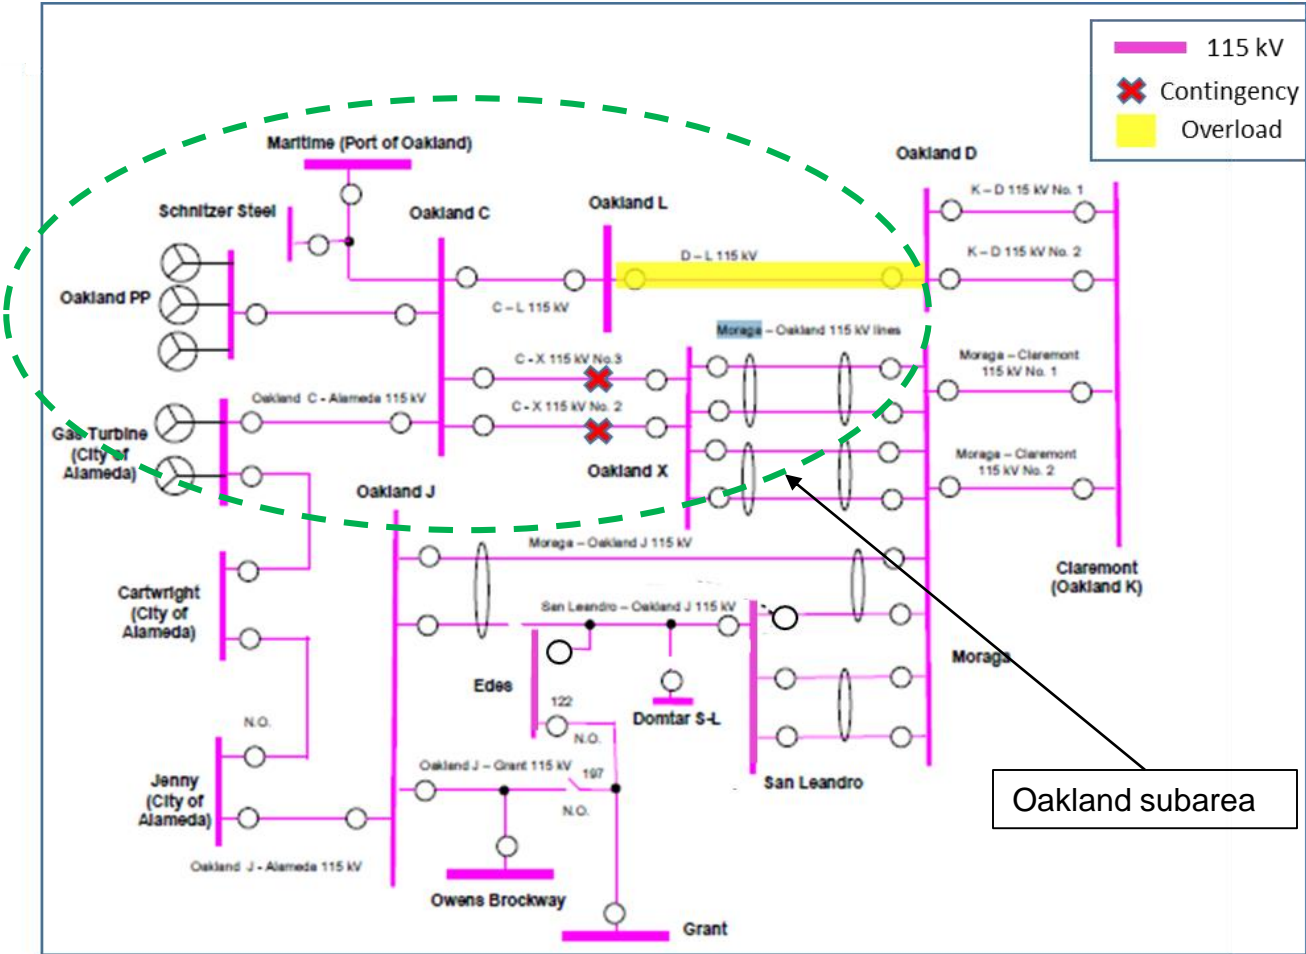 115 kV
Contingency
Overload
Maritime (Port of Oakland)
Oakland D
Schnitzer Steel
Oakland C
Oakland L
K – D 115 kV No. 1
D – L 115 kV
K – D 115 kV No. 2
Oakland PP
C – L 115 kV
Moraga – Oakland 115 kV lines
C - X 115 kV No.3
Moraga – Claremont
115 kV No. 1
Oakland C - Alameda 115 kV
C - X 115 kV No. 2
Gas Turbine
(City of
Alameda)
Oakland X
Moraga – Claremont
115 kV No. 2
Oakland J
Moraga – Oakland J 115 kV
Claremont
(Oakland K)
Cartwright
(City of
Alameda)
San Leandro – Oakland J 115 kV
Moraga
Edes
Domtar S-L
122
N.O.
N.O.
Oakland J – Grant 115 kV
197
N.O.
San Leandro
Jenny
(City of
Alameda)
Oakland subarea
Oakland J - Alameda 115 kV
Owens Brockway
Grant